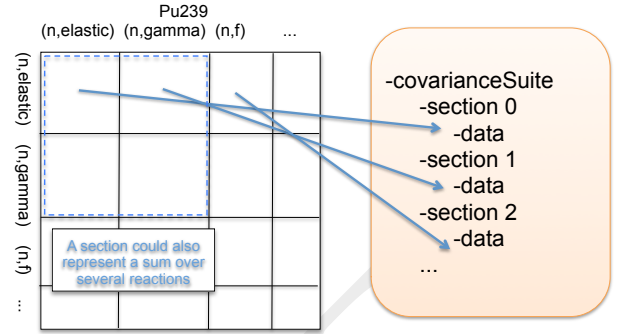 Pu239
(n,elastic) (n,gamma) (n,f) ...
(n,elastic)
(n,gamma)
(n,f)
...
A section could also
represent a sum over
several reactions
-covarianceSuite
-section 0
-data
-section 1
-data
-section 2
-data
...